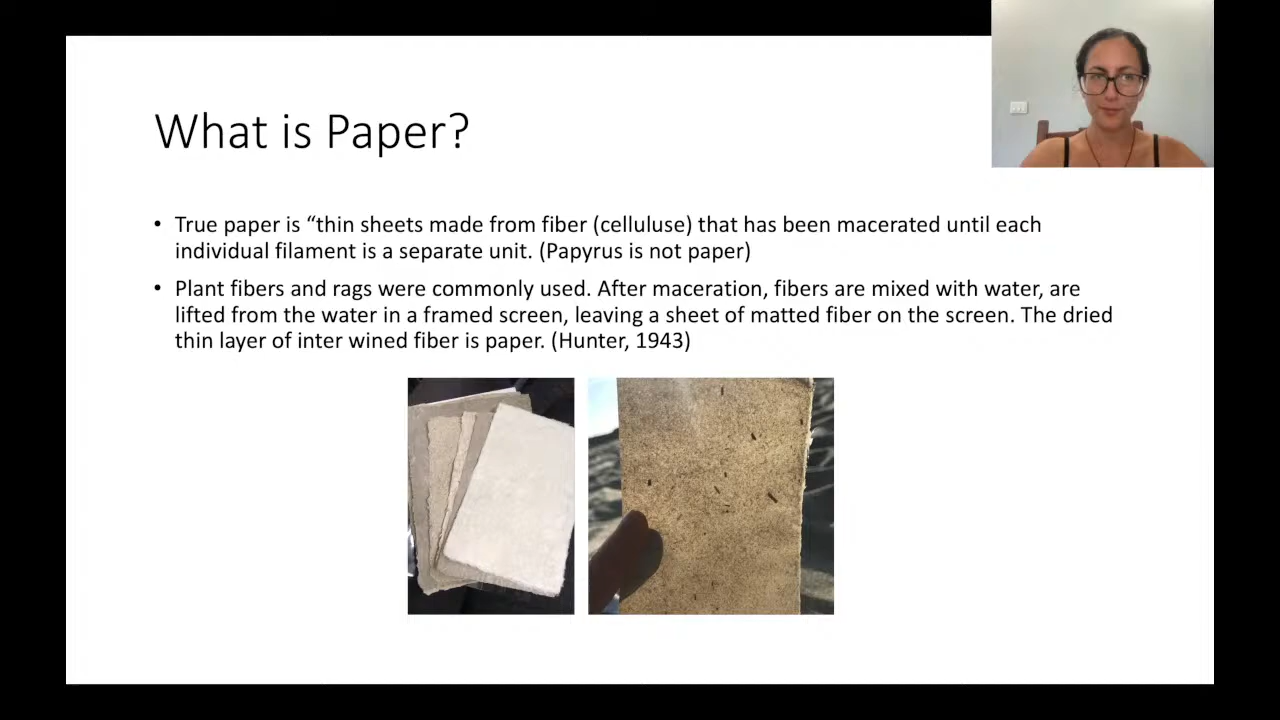 What is Paper?
• True paper is “thin sheets made from fiber (celluluse) that has been macerated until each
individual filament is a separate unit. (Papyrus is not paper)
• Plant fibers and rags were commonly used. After maceration, fibers are mixed with water, are
lifted from the water in a framed screen, leaving a sheet of matted fiber on the screen. The dried
thin layer of inter wined fiber is paper. (Hunter, 1943)